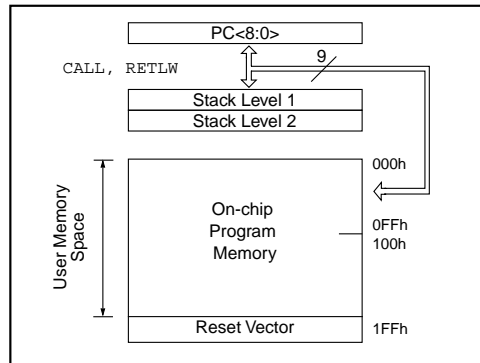 PC<8:0>
9
CALL, RETLW
Stack Level 1
Stack Level 2
000h
User Memory
Space
On-chip
Program
Memory
0FFh
100h
Reset Vector
1FFh